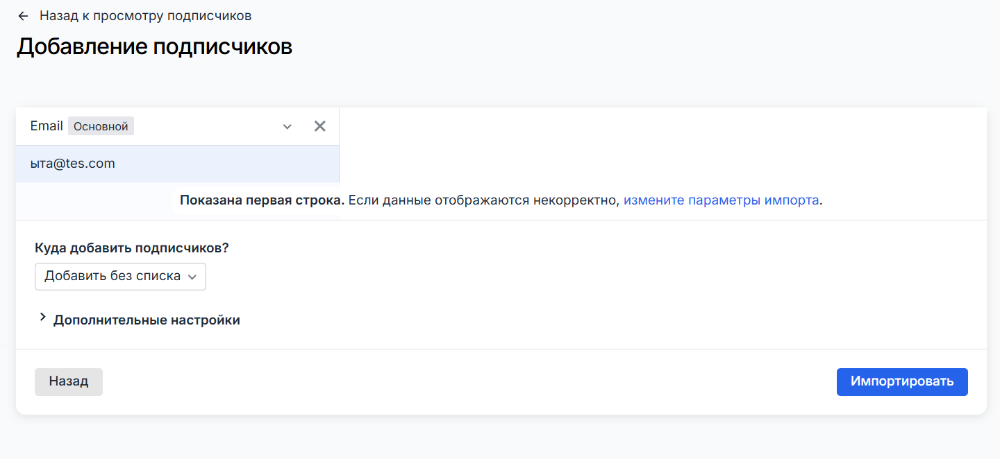 Назад к просмотру подписчиков
Добавление подписчиков
Email Основной
ыта@tes.com
Показана первая строка. Если данные отображаются некорректно, измените параметры импорта.
Куда добавить подписчиков?
Добавить без списка
Дополнительные настройки
Назад
Импортировать